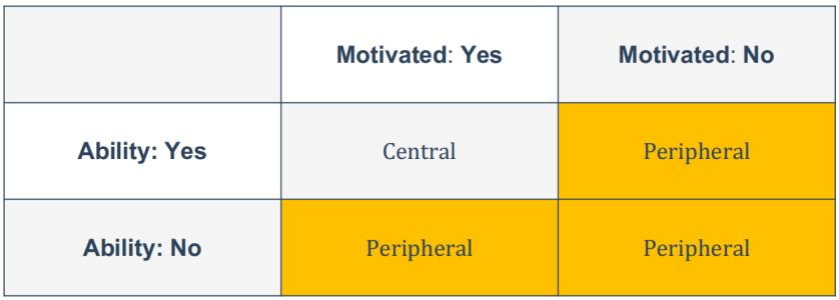 Motivated: Yes
Motivated: No
Ability: Yes
Central
Peripheral
Ability: No
Peripheral
Peripheral